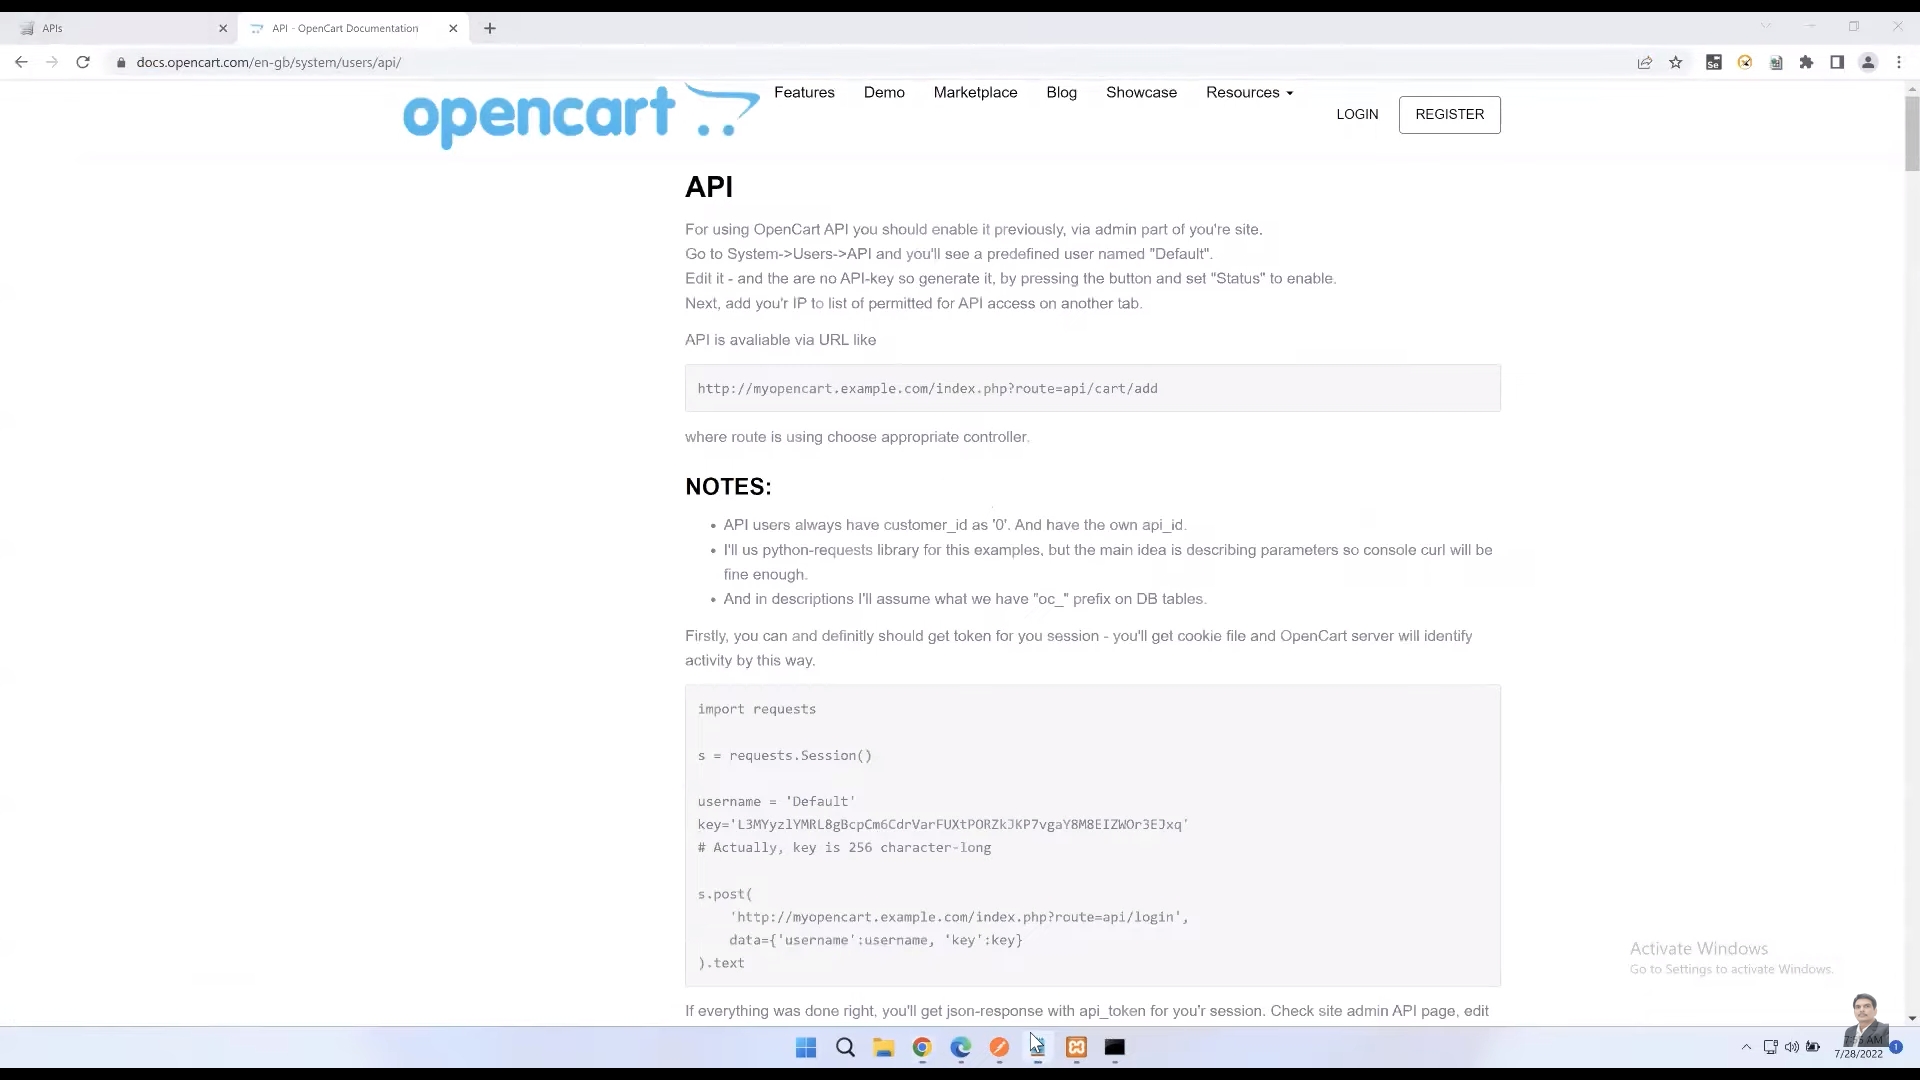 APIs
API - OpenCart Documentation
docs.opencart.com/en-gb/system/users/api/
opencart
Features
Demo
Marketplace
Blog
Showcase
Resources
LOGIN
REGISTER
API
For using OpenCart API you should enable it previously, via admin part of you're site.
Go to System->Users->API and you'll see a predefined user named "Default".
Edit it - and the are no API-key so generate it, by pressing the button and set "Status" to enable.
Next, add you'r IP to list of permitted for API access on another tab.
API is avaliable via URL like
http://myopencart.example.com/index.php?route=api/cart/add
where route is using choose appropriate controller.
NOTES:
• API users always have customer_id as '0'. And have the own api_id.
• I'll us python-requests library for this examples, but the main idea is describing parameters so console curl will be
fine enough.
• And in descriptions I'll assume what we have "oc_" prefix on DB tables.
Firstly, you can and definitly should get token for you session - you'll get cookie file and OpenCart server will identify
activity by this way.
import requests
s = requests.Session()
username = 'Default'
key='L3MYyzlYMRL8gBcpCm6CdrVarFUXtPORZkJKP7vgaY8M8EIZWOr3EJxq'
# Actually, key is 256 character-long
s.post(
'http://myopencart.example.com/index.php?route=api/login',
data={'username':username, 'key':key}
).text
If everything was done right, you'll get json-response with api_token for you'r session. Check site admin API page, edit
Activate Windows
Go to Settings to activate Windows.
7/28/2022
1